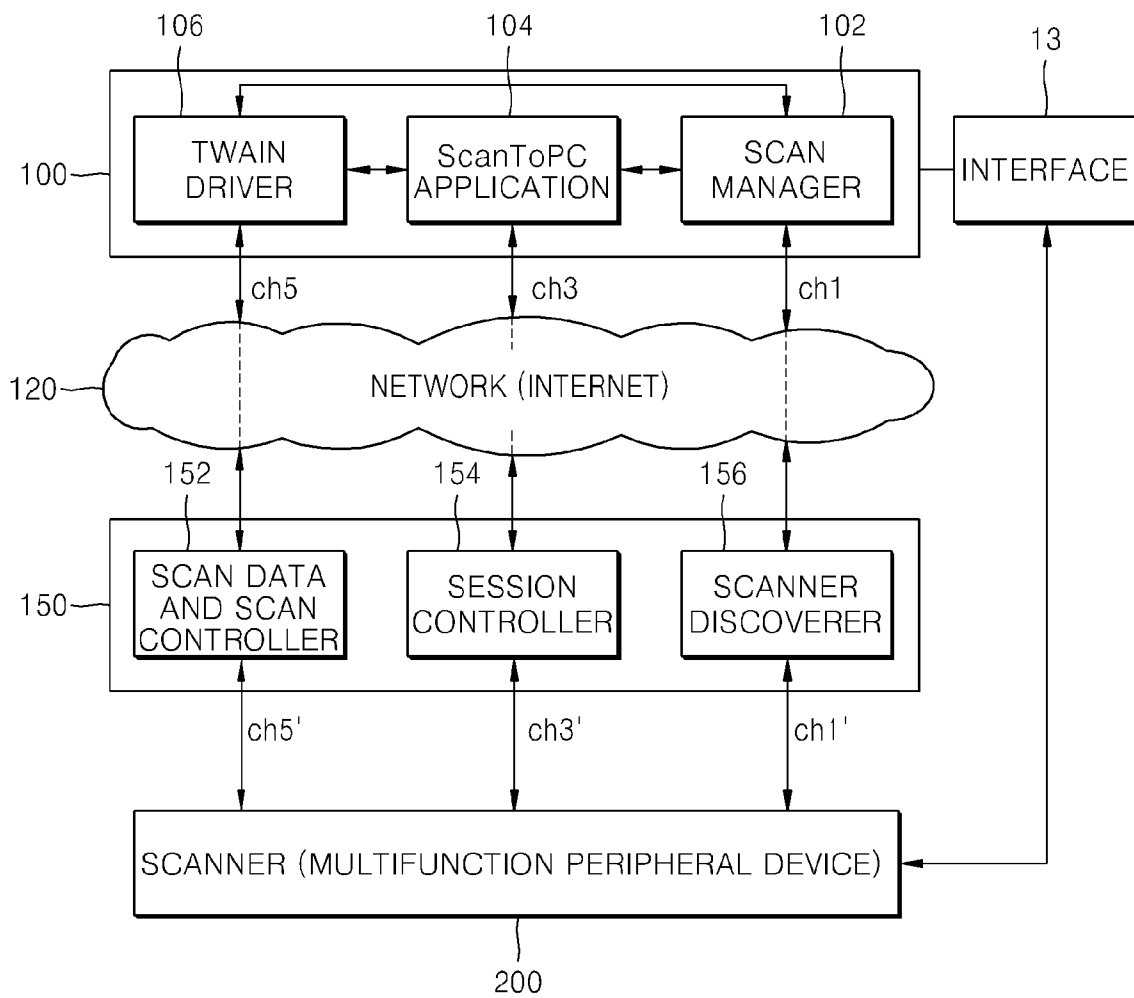 106
104
102
13
100
TWAIN
DRIVER
ScanToPC
APPLICATION
SCAN
MANAGER
INTERFACE
ch5
ch3
ch1
120
NETWORK (INTERNET)
152
154
156
150
SCAN DATA
AND SCAN
CONTROLLER
SESSION
CONTROLLER
SCANNER
DISCOVERER
ch5'
ch3'
ch1'
SCANNER (MULTIFUNCTION PERIPHERAL DEVICE)
200